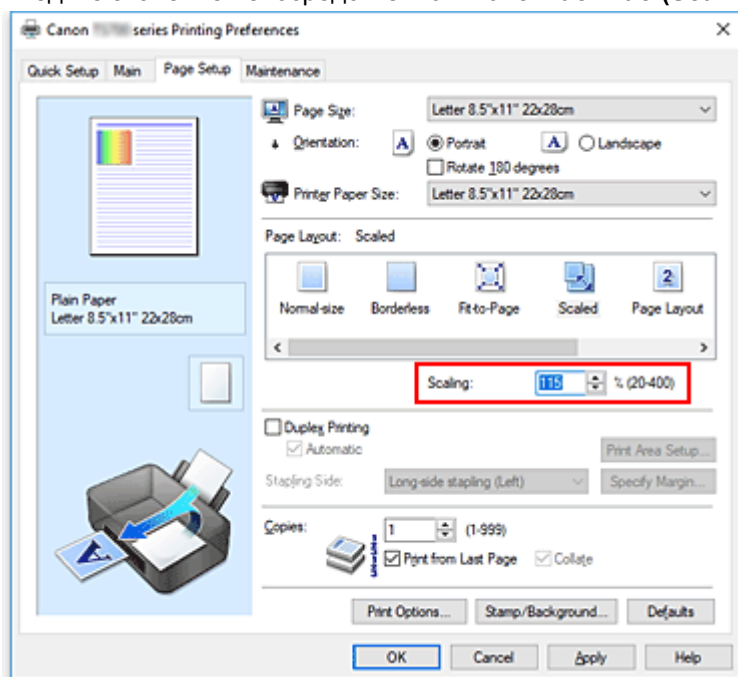 Canon series Printing Preferences
Quick Setup Main Page Setup Maintenance
Page Size: Letter 8.5"x11" 22x28cm
Orientation: A Portrait A Landscape
Rotate 180 degrees
Printer Paper Size: Letter 8.5"x11" 22x28cm
Page Layout: Scaled
Normal-size Borderless Fit-to-Page Scaled Page Layout
Plain Paper
Letter 8.5"x11" 22x28cm
Scaling: 115 % (20-400)
Duplex Printing
Automatic Print Area Setup...
Stapling Side: Long-side stapling (Left) Specify Margin...
Copies: 1 (1-999)
Print from Last Page Collate
Print Options... Stamp/Background... Defaults
OK Cancel Apply Help